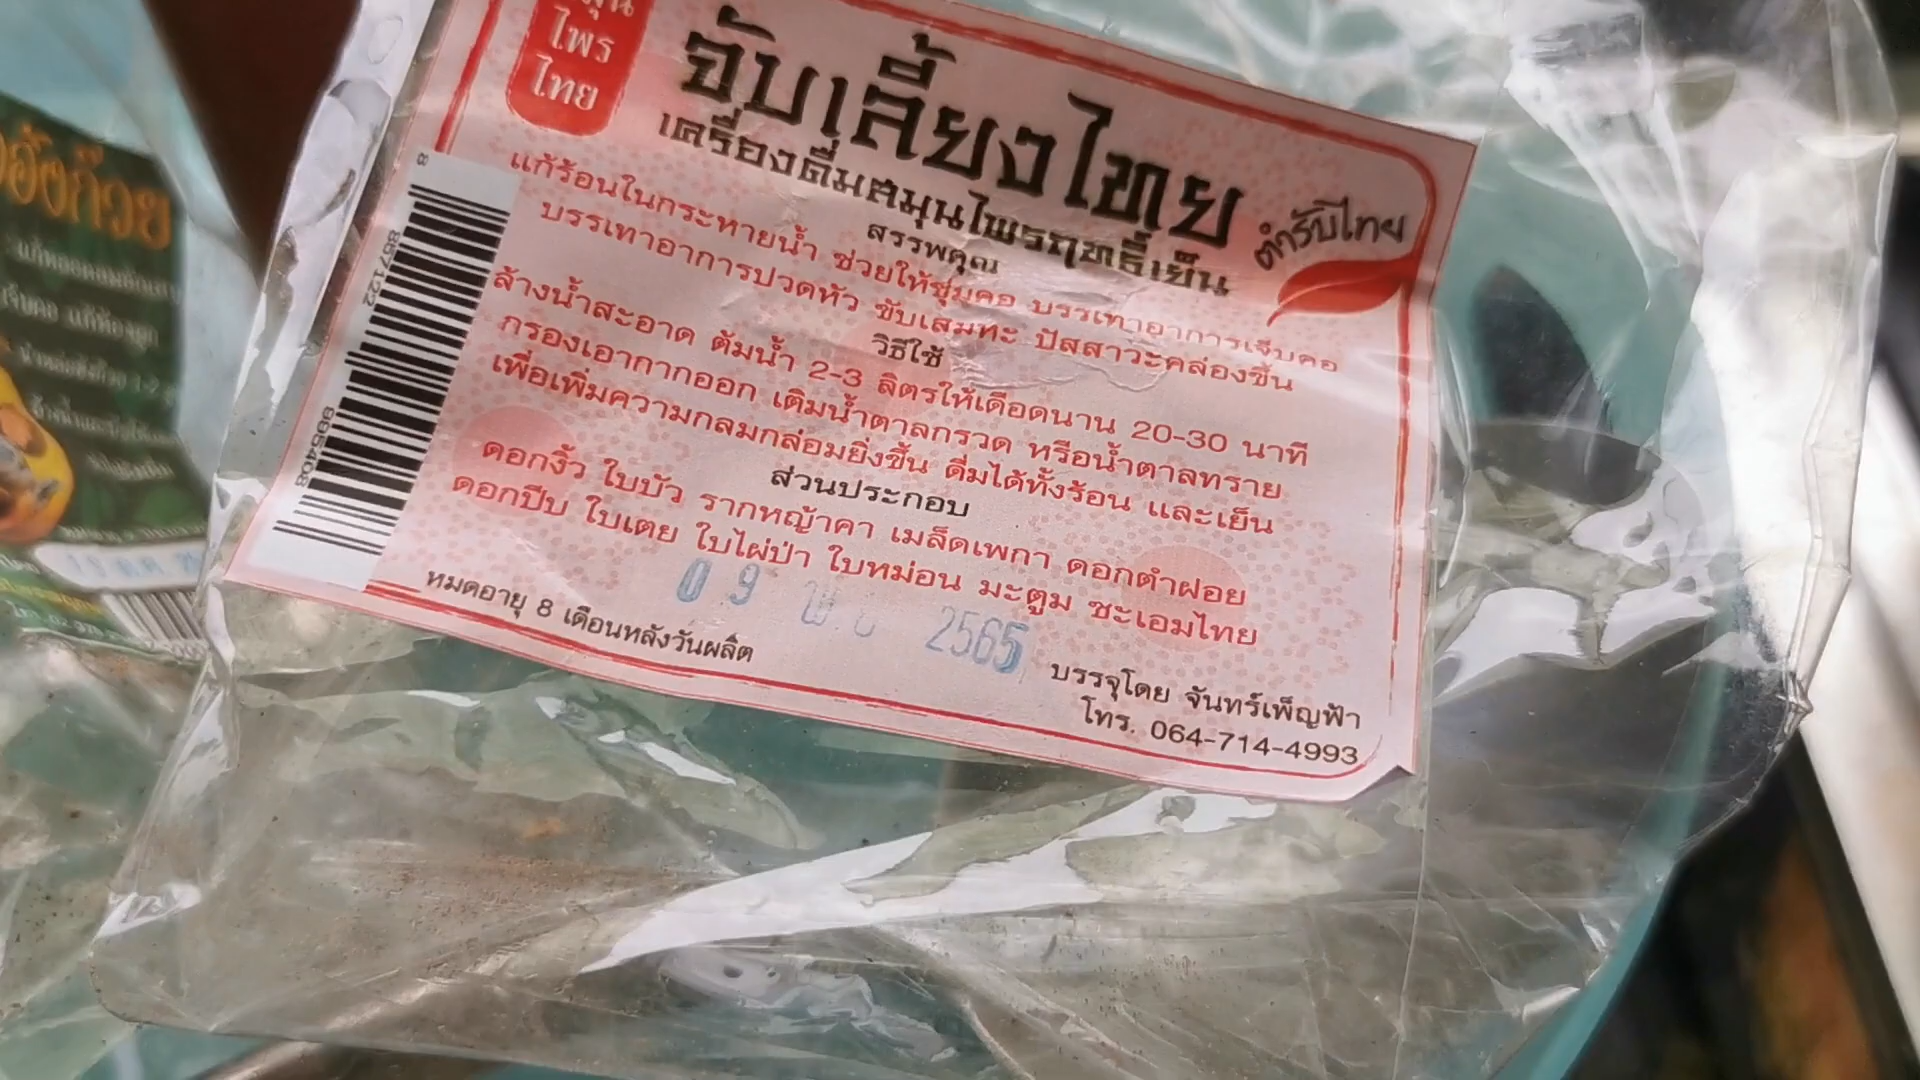 ไพร
ไทย
จับเลี้ยงไทย
เครื่องดื่มสมุนไพรฤทธิ์เย็น
ตำรับไทย
สรรพคุณ
แก้ร้อนในกระหายน้ำ ช่วยให้ชุ่มคอ บรรเทาอาการเจ็บคอ
บรรเทาอาการปวดหัว ขับเสมหะ ปัสสาวะคล่องขึ้น
วิธีใช้
ล้างน้ำสะอาด ต้มน้ำ 2-3 ลิตรให้เดือดนาน 20-30 นาที
กรองเอากากออก เติมน้ำตาลกรวด หรือน้ำตาลทราย
เพื่อเพิ่มความกลมกล่อมยิ่งขึ้น ดื่มได้ทั้งร้อน และเย็น
ส่วนประกอบ
ดอกงิ้ว ใบบัว รากหญ้าคา เมล็ดเพกา ดอกคำฝอย
ดอกปีบ ใบเตย ใบไผ่ป่า ใบหม่อน มะตูม ชะเอมไทย
09 2565
หมดอายุ 8 เดือนหลังวันผลิต
บรรจุโดย จันทร์เพ็ญฟ้า
โทร. 064-714-4993
8
857122
995408